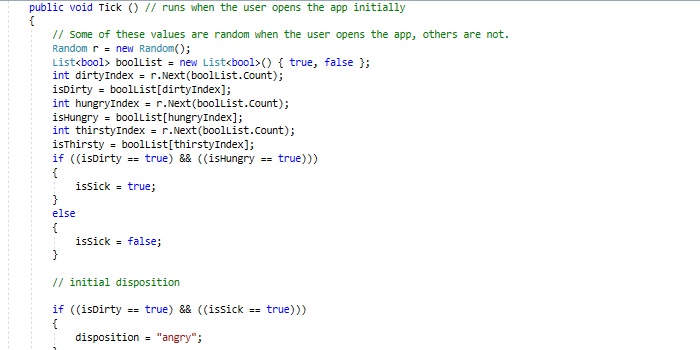 public void Tick () // runs when the user opens the app initially
{
// Some of these values are random when the user opens the app, others are not.
Random r = new Random();
List<bool> boolList = new List<bool>() { true, false };
int dirtyIndex = r.Next(boolList.Count);
isDirty = boolList[dirtyIndex];
int hungryIndex = r.Next(boolList.Count);
isHungry = boolList[hungryIndex];
int thirstyIndex = r.Next(boolList.Count);
isThirsty = boolList[thirstyIndex];
if ((isDirty == true) && ((isHungry == true)))
{
isSick = true;
}
else
{
isSick = false;
}
// initial disposition
if ((isDirty == true) && ((isSick == true)))
{
disposition = "angry";
}